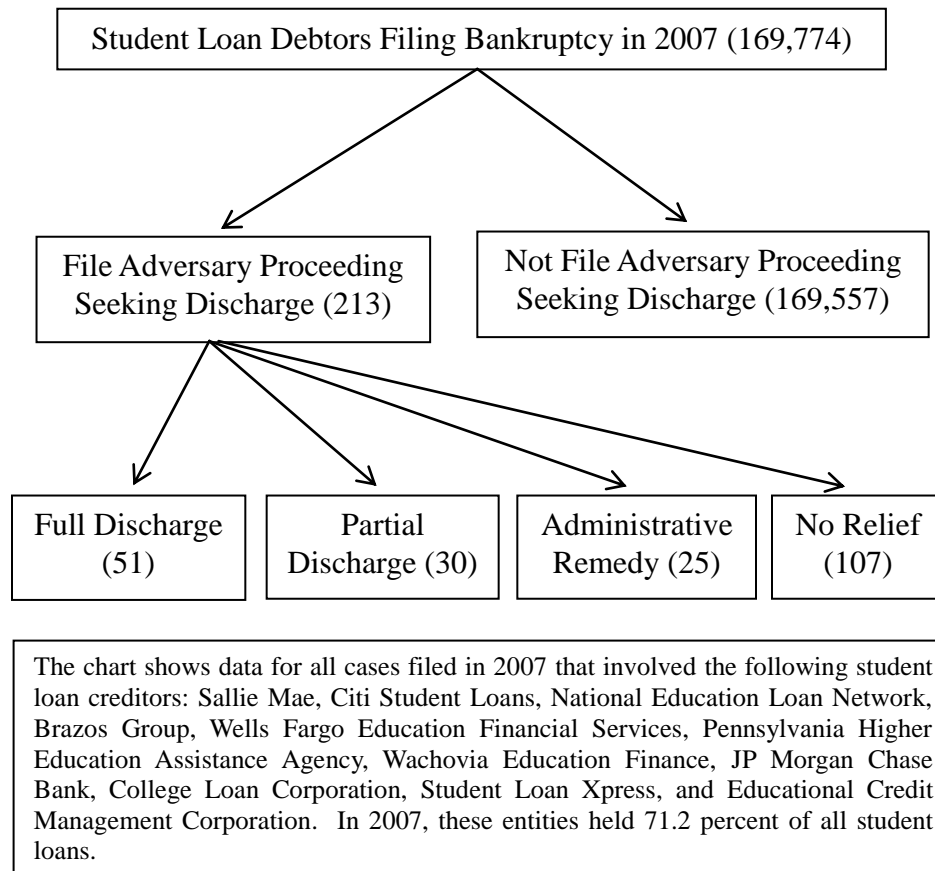 Student Loan Debtors Filing Bankruptcy in 2007 (169,774)
File Adversary Proceeding
Seeking Discharge (213)
Not File Adversary Proceeding
Seeking Discharge (169,557)
Full Discharge
(51)
Partial
Discharge (30)
Administrative
Remedy (25)
No Relief
(107)
The chart shows data for all cases filed in 2007 that involved the following student
loan creditors: Sallie Mae, Citi Student Loans, National Education Loan Network,
Brazos Group, Wells Fargo Education Financial Services, Pennsylvania Higher
Education Assistance Agency, Wachovia Education Finance, JP Morgan Chase
Bank, College Loan Corporation, Student Loan Xpress, and Educational Credit
Management Corporation. In 2007, these entities held 71.2 percent of all student
loans.